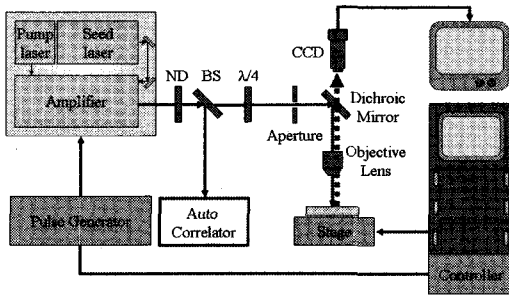 Pump
laser
Seed
laser
Amplifier
ND
BS
λ/4
Aperture
CCD
Dichroic
Mirror
Objective
Lens
Stage
Auto
Correlator
Pulse Generator
Controller